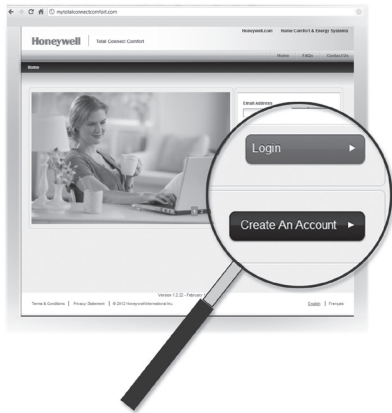 mytotalconnectcomfort.com
Honeywell.com Home Comfort & Energy Systems
Honeywell Total Connect Comfort
Home FAQs Contact Us
Home
Email Address
Login
Create An Account
Version 1.2.22 - February
Terms & Conditions | Privacy Statement | © 2012 Honeywell International Inc.
English | Français